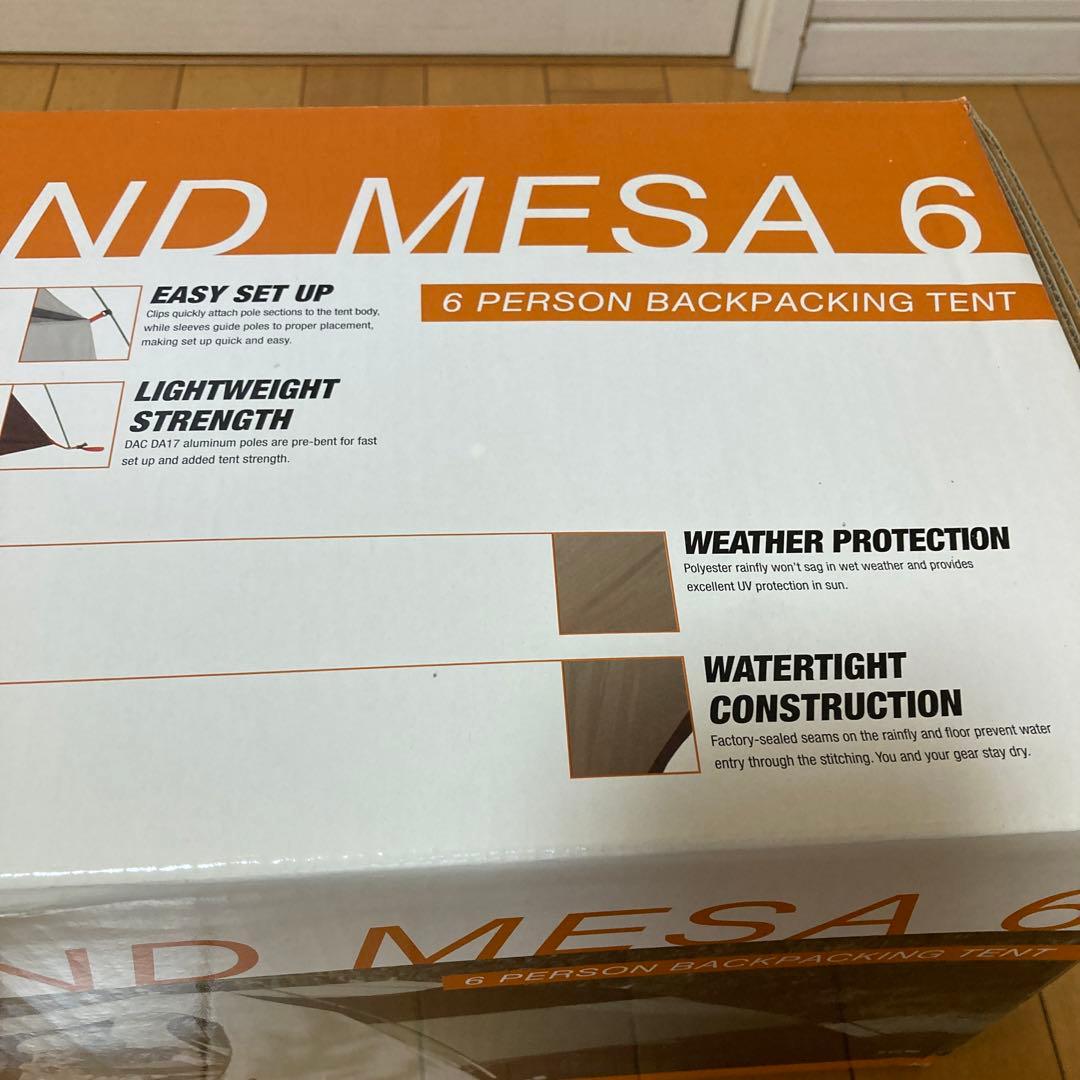 ND MESA 6
6 PERSON BACKPACKING TENT
EASY SET UP
Clips quickly attach pole sections to the tent body,
while sleeves guide poles to proper placement,
making set up quick and easy.
LIGHTWEIGHT
STRENGTH
DAC DA17 aluminum poles are pre-bent for fast
set up and added tent strength.
WEATHER PROTECTION
Polyester rainfly won't sag in wet weather and provides
excellent UV protection in sun.
WATERTIGHT
CONSTRUCTION
Factory-sealed seams on the rainfly and floor prevent water
entry through the stitching. You and your gear stay dry.
ND MESA 6
6 PERSON BACKPACKING TENT